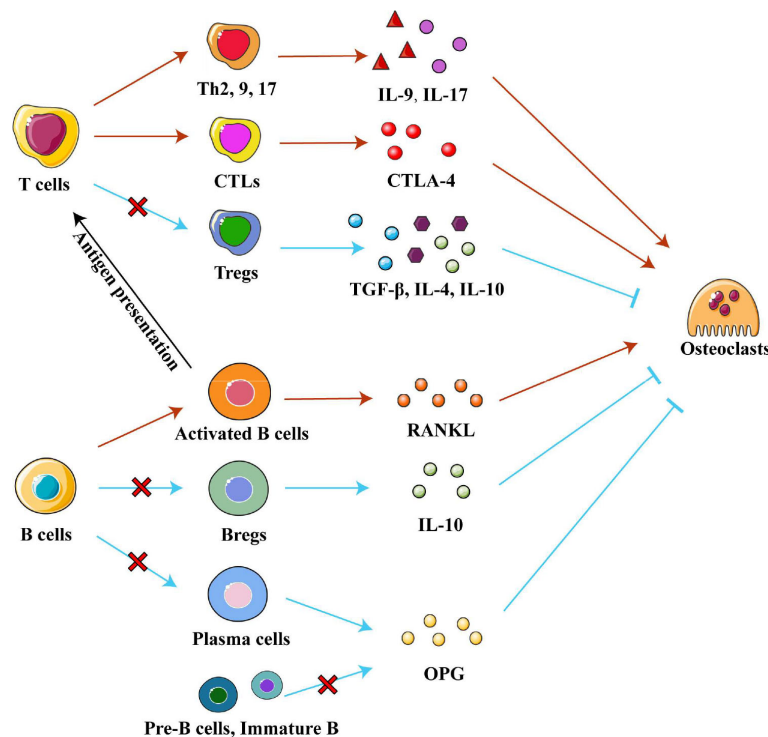 Th2, 9, 17
IL-9, IL-17
T cells
CTLs
CTLA-4
Tregs
TGF-β, IL-4, IL-10
Antigen presentation
Osteoclasts
Activated B cells
RANKL
B cells
Bregs
IL-10
Plasma cells
OPG
Pre-B cells, Immature B